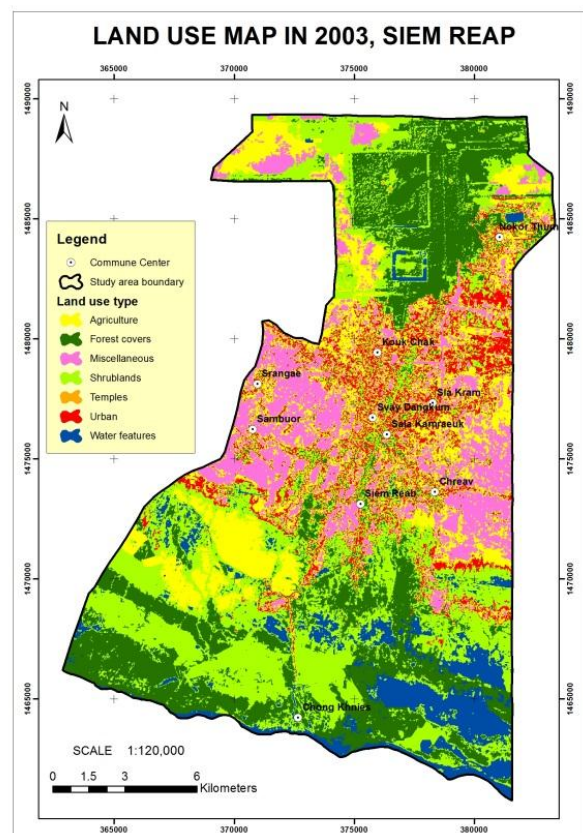 LAND USE MAP IN 2003, SIEM REAP
365000 370000 375000 380000
1490000 1490000
N
1485000 1485000
Nokor Thum
Legend
Commune Center
Study area boundary
Land use type
Agriculture
Forest covers
Miscellaneous
Shrublands
Temples
Urban
Water features
1480000 1480000
Kouk Chak
Srangae
Sla Kram
Svay Dangkum
Sambuor
Sala Kamraeuk
1475000 1475000
Chreav
Siem Reab
1470000 1470000
1465000 1465000
Chong Khnies
SCALE 1:120,000
0 1.5 3 6
Kilometers
365000 370000 375000 380000